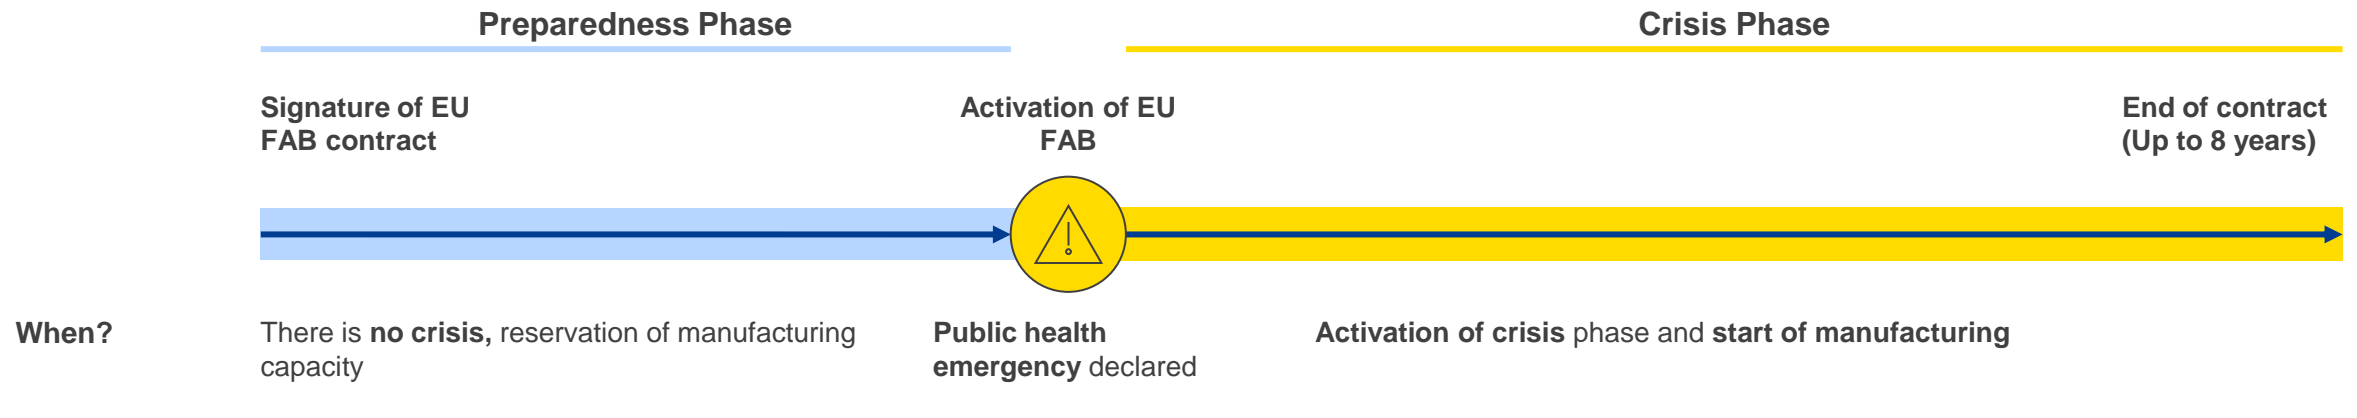 Preparedness Phase
Crisis Phase
Signature of EU
FAB contract
Activation of EU
FAB
End of contract
(Up to 8 years)
When?
There is no crisis, reservation of manufacturing
capacity
Public health
emergency declared
Activation of crisis phase and start of manufacturing